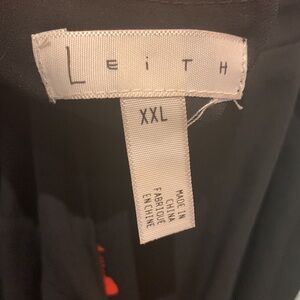 LEiTH
XXL
MADE IN
CHINA
FABRIQUÉ
EN CHINE